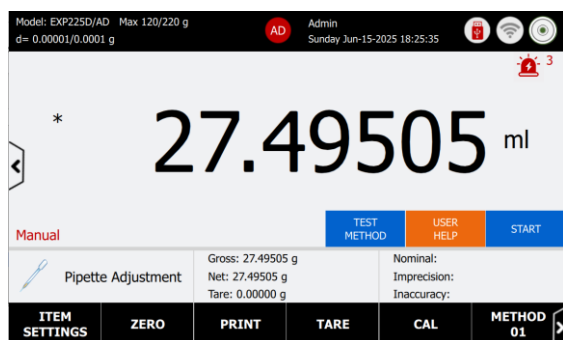 Model: EXP225D/AD Max 120/220 g
d= 0.00001/0.0001 g
AD
Admin
Sunday Jun-15-2025 18:25:35
3
* 27.49505 ml
Manual
TEST METHOD
USER HELP
START
Pipette Adjustment
Gross: 27.49505 g
Net: 27.49505 g
Tare: 0.00000 g
Nominal:
Imprecision:
Inaccuracy:
ITEM SETTINGS
ZERO
PRINT
TARE
CAL
METHOD 01